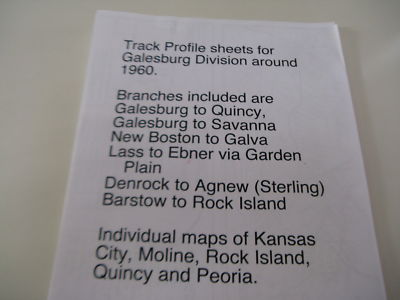 Track Profile sheets for
Galesburg Division around
1960.
Branches included are
Galesburg to Quincy,
Galesburg to Savanna
New Boston to Galva
Lass to Ebner via Garden
Plain
Denrock to Agnew (Sterling)
Barstow to Rock Island
Individual maps of Kansas
City, Moline, Rock Island,
Quincy and Peoria.